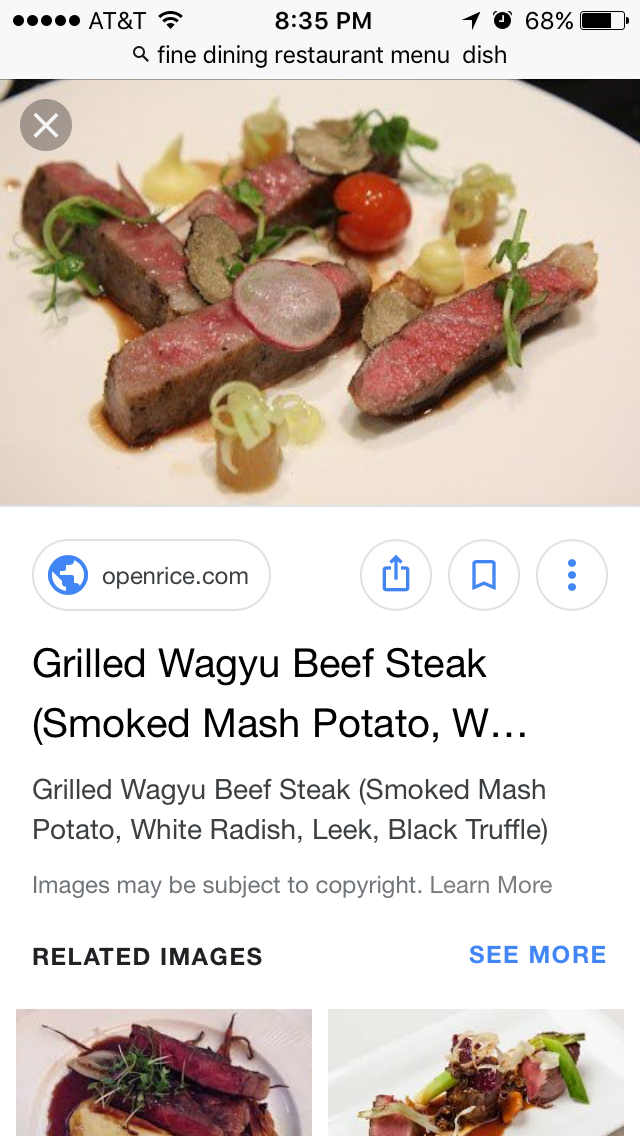 AT&T 8:35 PM 68%
fine dining restaurant menu dish
openrice.com
Grilled Wagyu Beef Steak
(Smoked Mash Potato, W...
Grilled Wagyu Beef Steak (Smoked Mash
Potato, White Radish, Leek, Black Truffle)
Images may be subject to copyright. Learn More
RELATED IMAGES SEE MORE